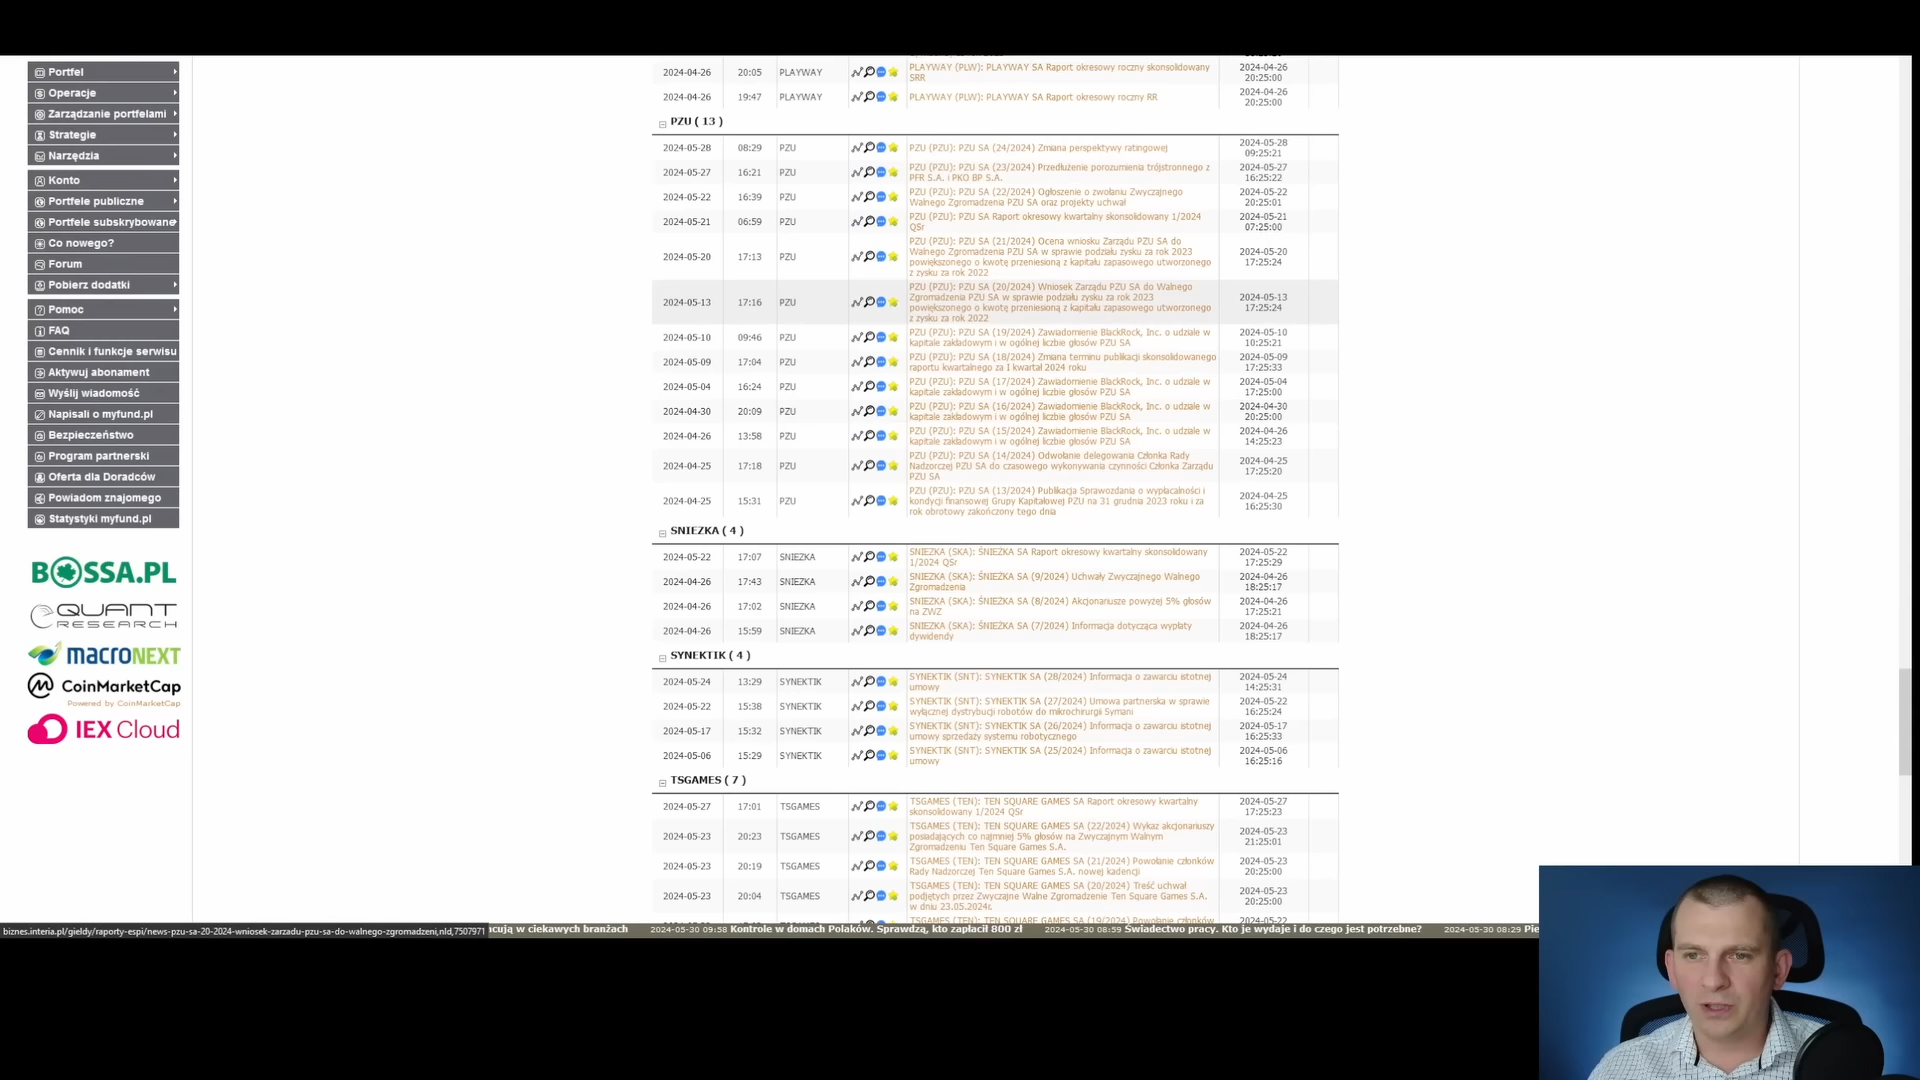 Portfel
Operacje
Zarządzanie portfelami
Strategie
Narzędzia
Konto
Portfele publiczne
Portfele subskrybowane
Co nowego?
Forum
Pobierz dodatki
Pomoc
FAQ
Cennik i funkcje serwisu
Aktywuj abonament
Wyślij wiadomość
Napisali o myfund.pl
Bezpieczeństwo
Program partnerski
Oferta dla Doradców
Powiadom znajomego
Statystyki myfund.pl
BOSSA.PL
QUANT
RESEARCH
MACRONEXT
CoinMarketCap
Powered by CoinMarketCap
IEX Cloud
2024-04-26 20:05 PLAYWAY PLAYWAY (PLW): PLAYWAY SA Raport okresowy roczny skonsolidowany 2024-04-26
SRR 20:25:00
2024-04-26 19:47 PLAYWAY PLAYWAY (PLW): PLAYWAY SA Raport okresowy roczny RR 2024-04-26
20:25:00
PZU ( 13 )
2024-05-28 08:29 PZU PZU (PZU): PZU SA (24/2024) Zmiana perspektywy ratingowej 2024-05-28
09:25:21
2024-05-27 16:21 PZU PZU (PZU): PZU SA (23/2024) Przedłużenie porozumienia trójstronnego z 2024-05-27
PFR S.A. i PKO BP S.A. 16:25:22
2024-05-22 16:39 PZU PZU (PZU): PZU SA (22/2024) Ogłoszenie o zwołaniu Zwyczajnego 2024-05-22
Walnego Zgromadzenia PZU SA oraz projekty uchwał 20:25:01
2024-05-21 06:59 PZU PZU (PZU): PZU SA Raport okresowy kwartalny skonsolidowany 1/2024 2024-05-21
QSr 07:25:00
2024-05-20 17:13 PZU PZU (PZU): PZU SA (21/2024) Ocena wniosku Zarządu PZU SA do 2024-05-20
Walnego Zgromadzenia PZU SA w sprawie podziału zysku za rok 2023 17:25:24
powiększonego o kwotę przeniesioną z kapitału zapasowego utworzonego
z zysku za rok 2022
2024-05-13 17:16 PZU PZU (PZU): PZU SA (20/2024) Wniosek Zarządu PZU SA do Walnego 2024-05-13
Zgromadzenia PZU SA w sprawie podziału zysku za rok 2023 17:25:24
powiększonego o kwotę przeniesioną z kapitału zapasowego utworzonego
z zysku za rok 2022
2024-05-10 09:46 PZU PZU (PZU): PZU SA (19/2024) Zawiadomienie BlackRock, Inc. o udziale w 2024-05-10
kapitale zakładowym i w ogólnej liczbie głosów PZU SA 10:25:21
2024-05-09 17:04 PZU PZU (PZU): PZU SA (18/2024) Zmiana terminu publikacji skonsolidowanego 2024-05-09
raportu kwartalnego za I kwartał 2024 roku 17:25:33
2024-05-04 16:24 PZU PZU (PZU): PZU SA (17/2024) Zawiadomienie BlackRock, Inc. o udziale w 2024-05-04
kapitale zakładowym i w ogólnej liczbie głosów PZU SA 17:25:00
2024-04-30 20:09 PZU PZU (PZU): PZU SA (16/2024) Zawiadomienie BlackRock, Inc. o udziale w 2024-04-30
kapitale zakładowym i w ogólnej liczbie głosów PZU SA 20:25:00
2024-04-26 13:58 PZU PZU (PZU): PZU SA (15/2024) Zawiadomienie BlackRock, Inc. o udziale w 2024-04-26
kapitale zakładowym i w ogólnej liczbie głosów PZU SA 14:25:23
2024-04-25 17:18 PZU PZU (PZU): PZU SA (14/2024) Odwołanie delegowania Członka Rady 2024-04-25
Nadzorczej PZU SA do czasowego wykonywania czynności Członka Zarządu 17:25:20
PZU SA
2024-04-25 15:31 PZU PZU (PZU): PZU SA (13/2024) Publikacja Sprawozdania o wypłacalności i 2024-04-25
kondycji finansowej Grupy Kapitałowej PZU na 31 grudnia 2023 roku i za 16:25:30
rok obrotowy zakończony tego dnia
SNIEZKA ( 4 )
2024-05-22 17:07 SNIEZKA SNIEZKA (SKA): ŚNIEŻKA SA Raport okresowy kwartalny skonsolidowany 2024-05-22
1/2024 QSr 17:25:29
2024-04-26 17:43 SNIEZKA SNIEZKA (SKA): ŚNIEŻKA SA (9/2024) Uchwały Zwyczajnego Walnego 2024-04-26
Zgromadzenia 18:25:17
2024-04-26 17:02 SNIEZKA SNIEZKA (SKA): ŚNIEŻKA SA (8/2024) Akcjonariusze powyżej 5% głosów 2024-04-26
na ZWZ 17:25:21
2024-04-26 15:59 SNIEZKA SNIEZKA (SKA): ŚNIEŻKA SA (7/2024) Informacja dotycząca wypłaty 2024-04-26
dywidendy 18:25:17
SYNEKTIK ( 4 )
2024-05-24 13:29 SYNEKTIK SYNEKTIK (SNT): SYNEKTIK SA (28/2024) Informacja o zawarciu istotnej 2024-05-24
umowy 14:25:31
2024-05-22 15:38 SYNEKTIK SYNEKTIK (SNT): SYNEKTIK SA (27/2024) Umowa partnerska w sprawie 2024-05-22
wyłącznej dystrybucji robotów do mikrochirurgii Symani 16:25:24
2024-05-17 15:32 SYNEKTIK SYNEKTIK (SNT): SYNEKTIK SA (26/2024) Informacja o zawarciu istotnej 2024-05-17
umowy sprzedaży systemu robotycznego 16:25:33
2024-05-06 15:29 SYNEKTIK SYNEKTIK (SNT): SYNEKTIK SA (25/2024) Informacja o zawarciu istotnej 2024-05-06
umowy 16:25:16
TSGAMES ( 7 )
2024-05-27 17:01 TSGAMES TSGAMES (TEN): TEN SQUARE GAMES SA Raport okresowy kwartalny 2024-05-27
skonsolidowany 1/2024 QSr 17:25:23
2024-05-23 20:23 TSGAMES TSGAMES (TEN): TEN SQUARE GAMES SA (22/2024) Wykaz akcjonariuszy 2024-05-23
posiadających co najmniej 5% głosów na Zwyczajnym Walnym 21:25:01
Zgromadzeniu Ten Square Games S.A.
2024-05-23 20:19 TSGAMES TSGAMES (TEN): TEN SQUARE GAMES SA (21/2024) Powołanie członków 2024-05-23
Rady Nadzorczej Ten Square Games S.A. nowej kadencji 20:25:00
2024-05-23 20:04 TSGAMES TSGAMES (TEN): TEN SQUARE GAMES SA (20/2024) Treść uchwał 2024-05-23
podjętych przez Zwyczajne Walne Zgromadzenie Ten Square Games S.A. 20:25:00
w dniu 23.05.2024r.
TSGAMES (TEN): TEN SQUARE GAMES SA (19/2024) Powołanie członków 2024-05-22
biznes.interia.pl/gieldy/raporty-espi/news-pzu-sa-20-2024-wniosek-zarzadu-pzu-sa-do-walnego-zgromadzeni,nId,7507971 cują w ciekawych branżach 2024-05-30 09:58 Kontrole w domach Polaków. Sprawdzą, kto zapłacił 800 zł 2024-05-30 08:59 Świadectwo pracy. Kto je wydaje i do czego jest potrzebne? 2024-05-30 08:29 Pie